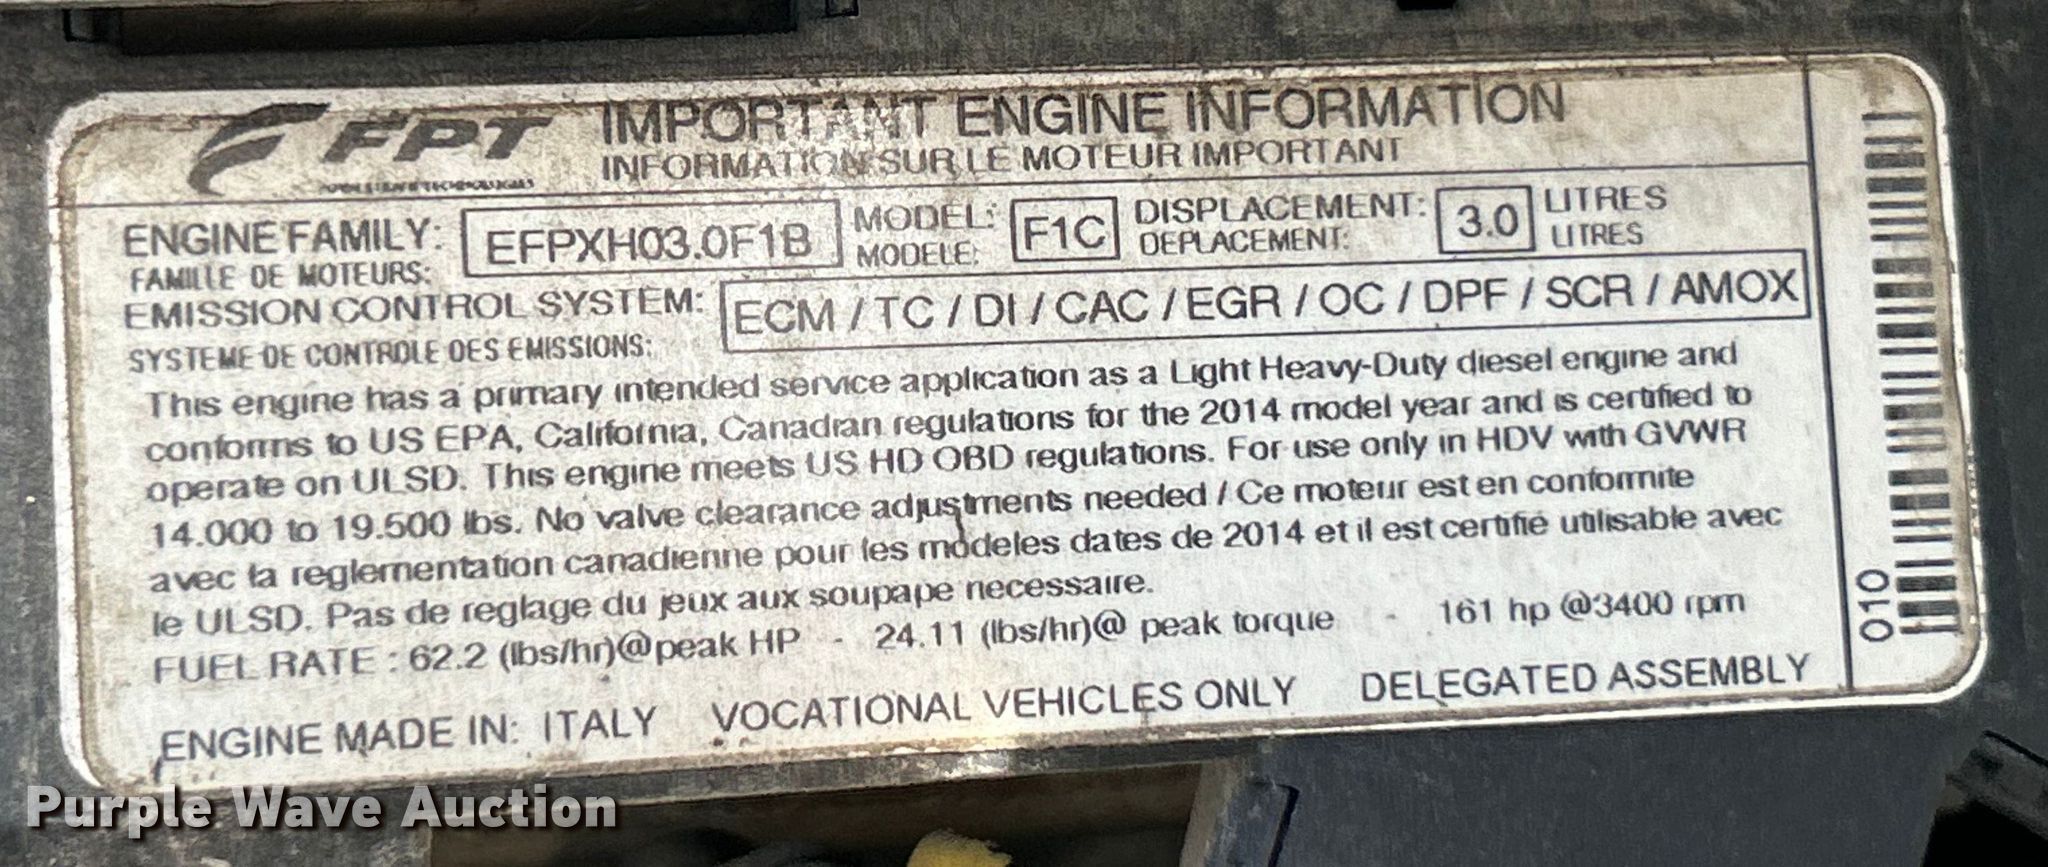 FPT
IMPORTANT ENGINE INFORMATION
INFORMATION SUR LE MOTEUR IMPORTANT
ENGINE FAMILY: EFPXH03.0F1B MODEL: F1C DISPLACEMENT: 3.0 LITRES
FAMILLE DE MOTEURS: MODELE: DEPLACEMENT: LITRES
EMISSION CONTROL SYSTEM: ECM / TC / DI / CAC / EGR / OC / DPF / SCR / AMOX
SYSTEME DE CONTROLE DES EMISSIONS:
This engine has a primary intended service application as a Light Heavy-Duty diesel engine and
conforms to US EPA, California, Canadian regulations for the 2014 model year and is certified to
operate on ULSD. This engine meets US HD OBD regulations. For use only in HDV with GVWR
14.000 to 19.500 lbs. No valve clearance adjustments needed / Ce moteur est en conformite
avec la reglementation canadienne pour les modeles dates de 2014 et il est certifié utilisable avec
le ULSD. Pas de reglage du jeux aux soupape necessaire.
FUEL RATE : 62.2 (lbs/hr)@peak HP - 24.11 (lbs/hr)@ peak torque - 161 hp @3400 rpm
ENGINE MADE IN: ITALY VOCATIONAL VEHICLES ONLY DELEGATED ASSEMBLY
010
Purple Wave Auction